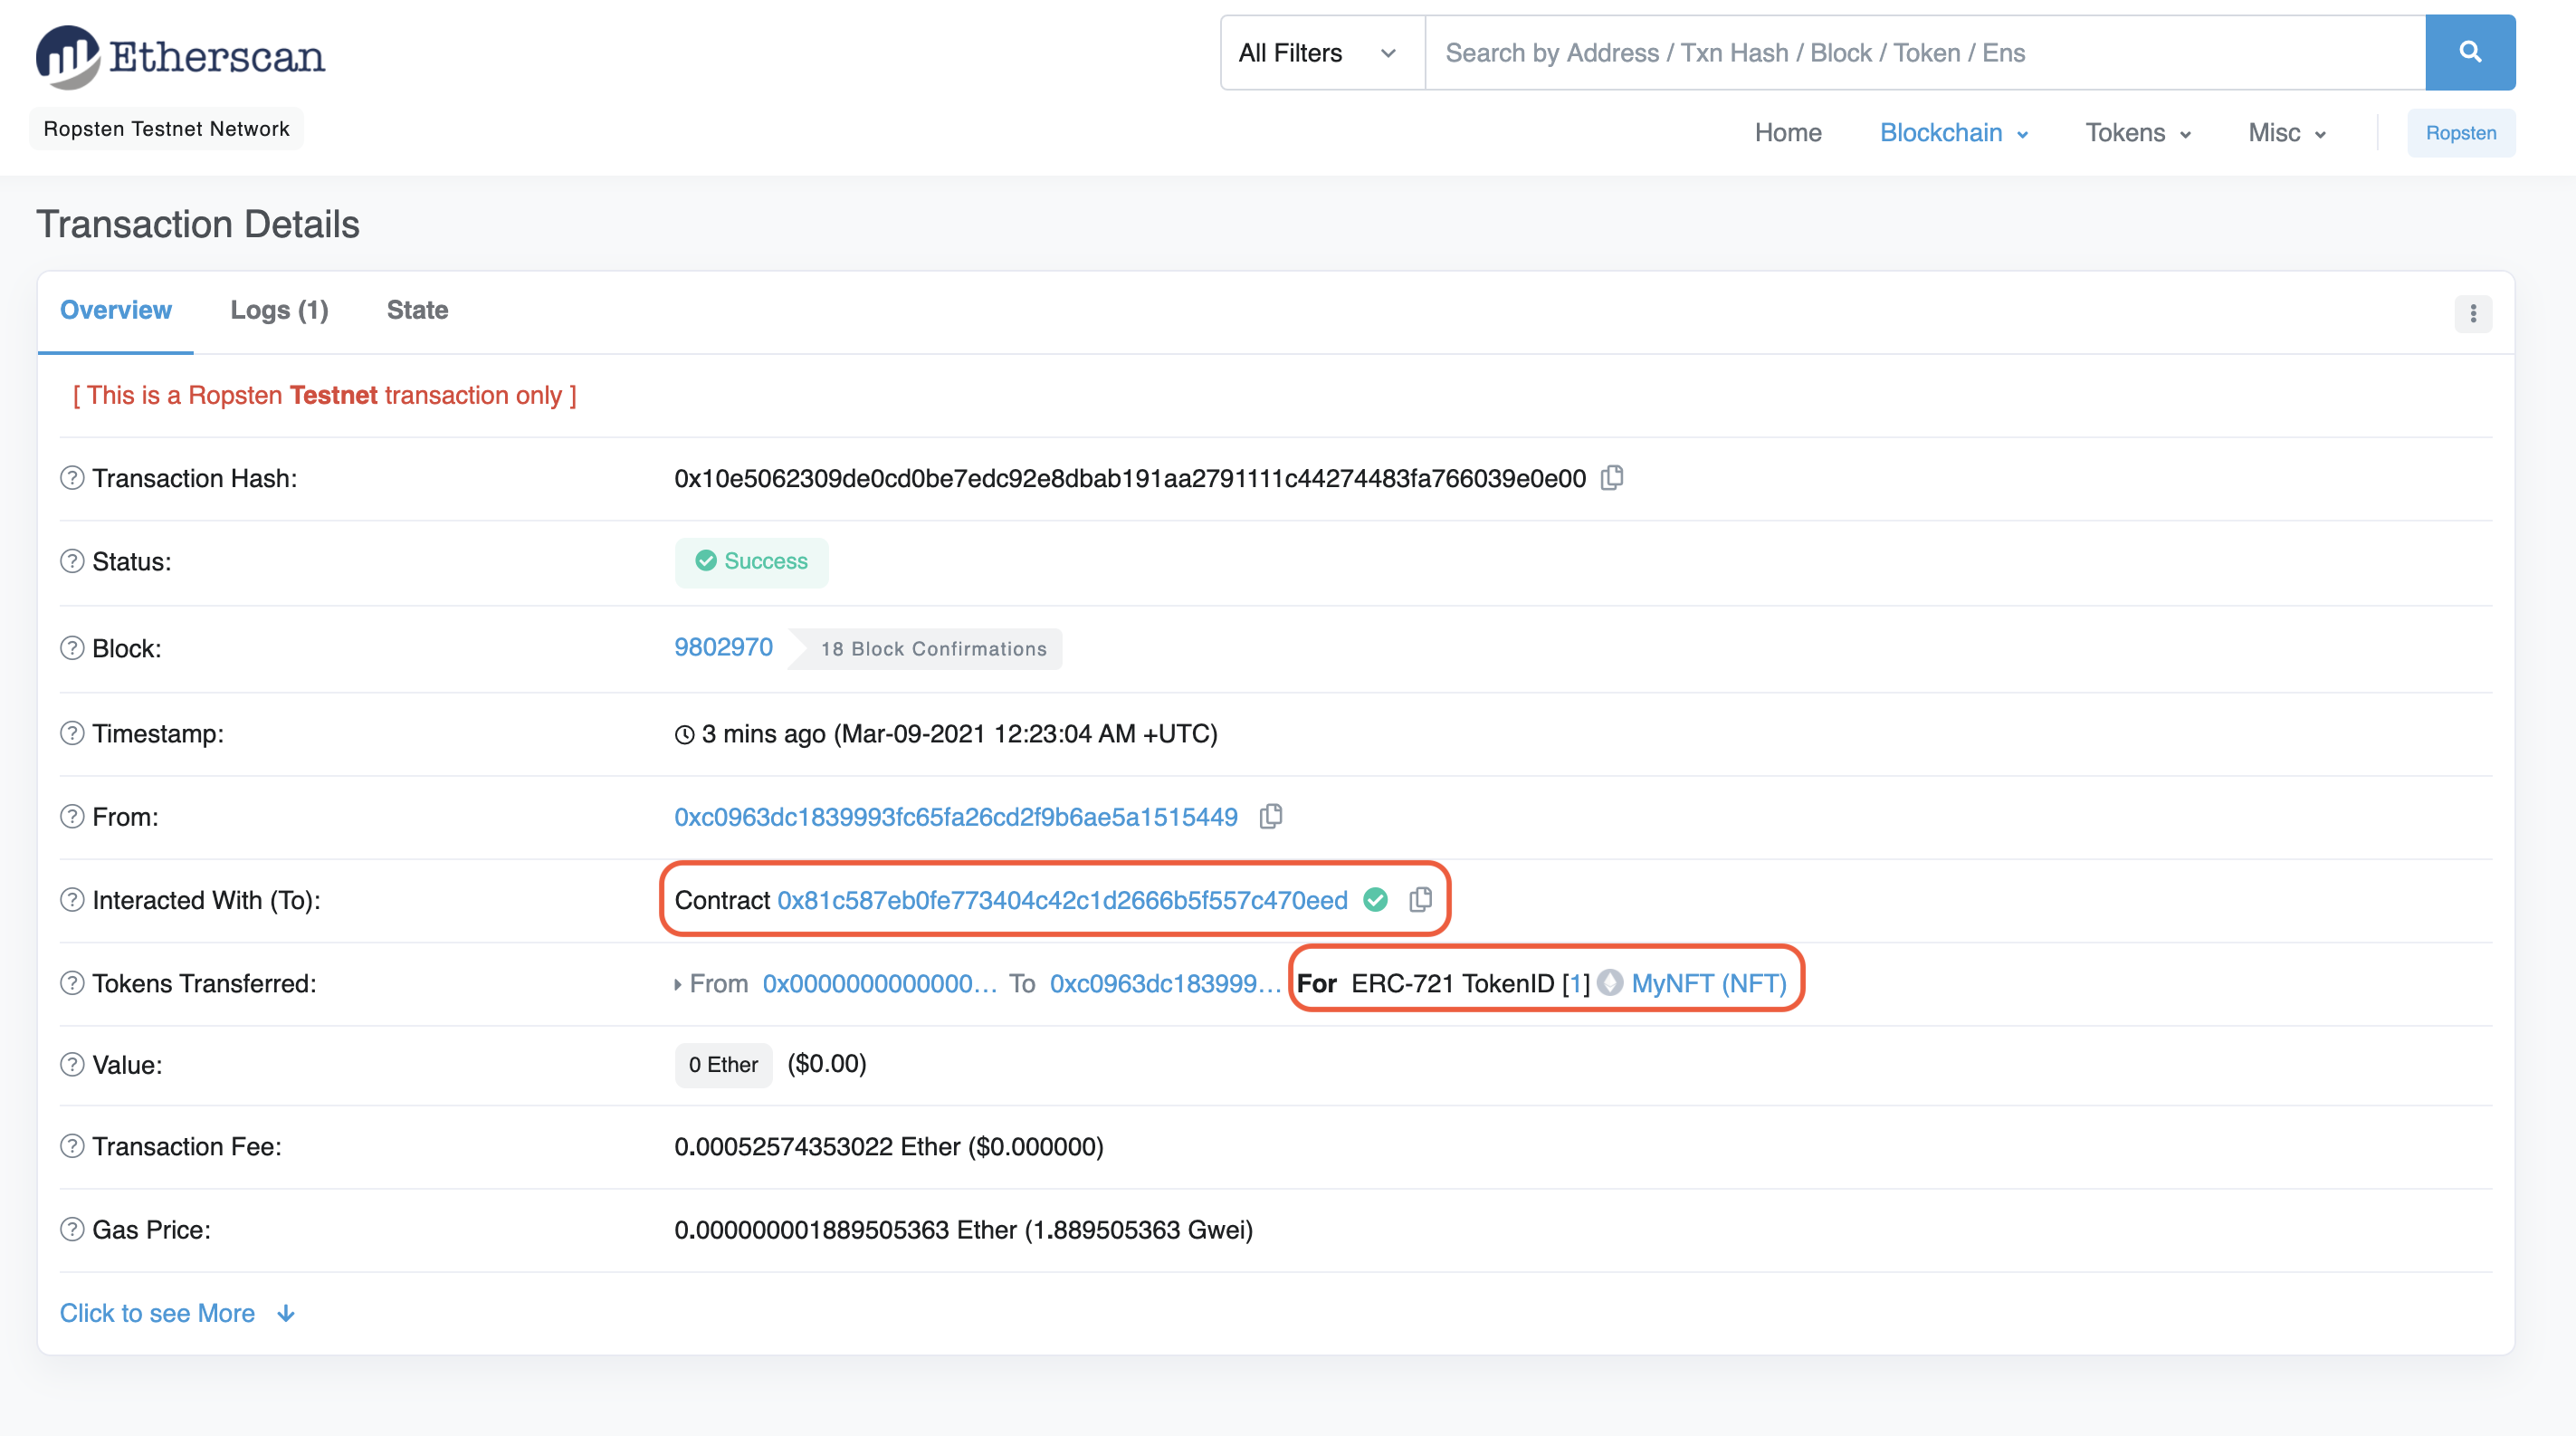 Etherscan
All Filters
Search by Address / Txn Hash / Block / Token / Ens
Ropsten Testnet Network
Home Blockchain Tokens Misc Ropsten
Transaction Details
Overview Logs (1) State
[ This is a Ropsten Testnet transaction only ]
Transaction Hash: 0x10e5062309de0cd0be7edc92e8dbab191aa2791111c44274483fa766039e0e00
Status: Success
Block: 9802970 18 Block Confirmations
Timestamp: 3 mins ago (Mar-09-2021 12:23:04 AM +UTC)
From: 0xc0963dc1839993fc65fa26cd2f9b6ae5a1515449
Interacted With (To): Contract 0x81c587eb0fe773404c42c1d2666b5f557c470eed
Tokens Transferred: From 0x0000000000000... To 0xc0963dc183999... For ERC-721 TokenID [1] MyNFT (NFT)
Value: 0 Ether ($0.00)
Transaction Fee: 0.00052574353022 Ether ($0.000000)
Gas Price: 0.000000001889505363 Ether (1.889505363 Gwei)
Click to see More